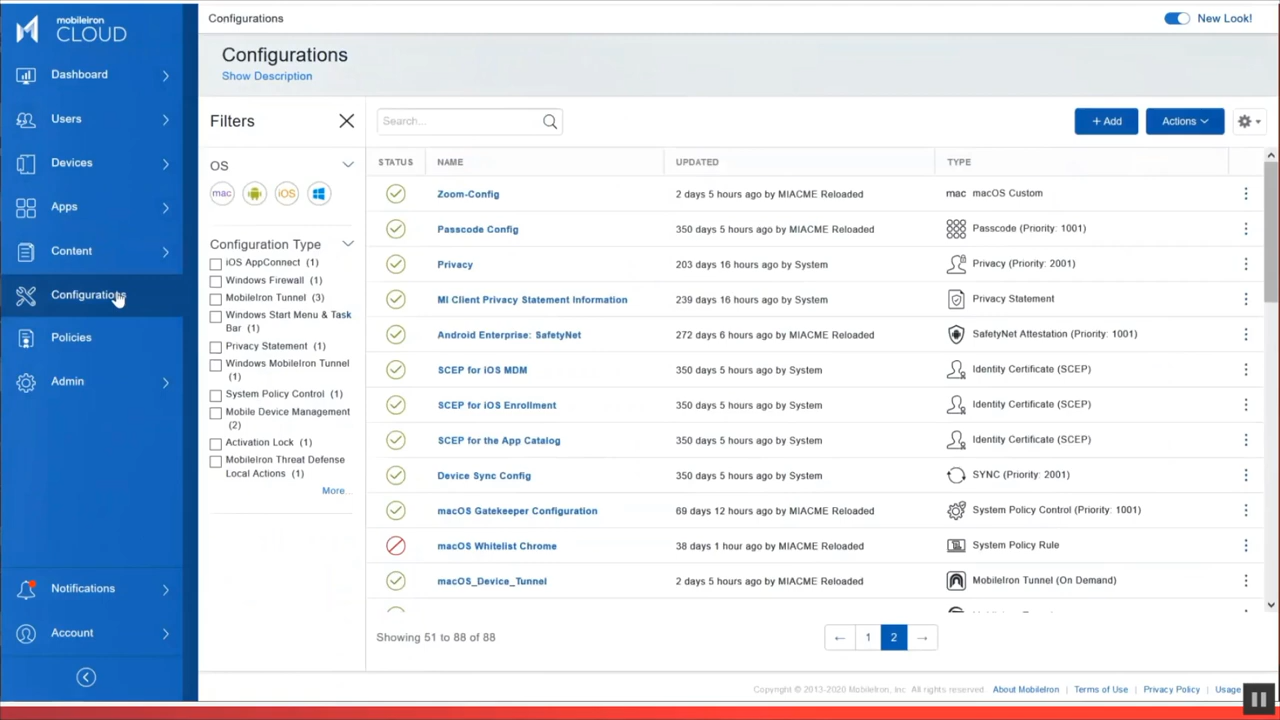 mobileiron
CLOUD
Dashboard
Users
Devices
Apps
Content
Configurations
Policies
Admin
Notifications
Account
Configurations
New Look!
Configurations
Show Description
Filters
OS
mac
iOS
Configuration Type
iOS AppConnect (1)
Windows Firewall (1)
MobileIron Tunnel (3)
Windows Start Menu & Task
Bar (1)
Privacy Statement (1)
Windows MobileIron Tunnel
(1)
System Policy Control (1)
Mobile Device Management
(2)
Activation Lock (1)
MobileIron Threat Defense
Local Actions (1)
More...
Search...
+ Add
Actions
STATUS NAME UPDATED TYPE
Zoom-Config 2 days 5 hours ago by MIACME Reloaded mac macOS Custom
Passcode Config 350 days 5 hours ago by MIACME Reloaded Passcode (Priority: 1001)
Privacy 203 days 16 hours ago by System Privacy (Priority: 2001)
MI Client Privacy Statement Information 239 days 16 hours ago by System Privacy Statement
Android Enterprise: SafetyNet 272 days 6 hours ago by MIACME Reloaded SafetyNet Attestation (Priority: 1001)
SCEP for iOS MDM 350 days 5 hours ago by System Identity Certificate (SCEP)
SCEP for iOS Enrollment 350 days 5 hours ago by System Identity Certificate (SCEP)
SCEP for the App Catalog 350 days 5 hours ago by System Identity Certificate (SCEP)
Device Sync Config 350 days 5 hours ago by System SYNC (Priority: 2001)
macOS Gatekeeper Configuration 69 days 12 hours ago by MIACME Reloaded System Policy Control (Priority: 1001)
macOS Whitelist Chrome 38 days 1 hour ago by MIACME Reloaded System Policy Rule
macOS_Device_Tunnel 2 days 5 hours ago by MIACME Reloaded MobileIron Tunnel (On Demand)
Showing 51 to 88 of 88
← 1 2 →
Copyright © 2013-2020 MobileIron, Inc. All rights reserved. About MobileIron | Terms of Use | Privacy Policy | Usage